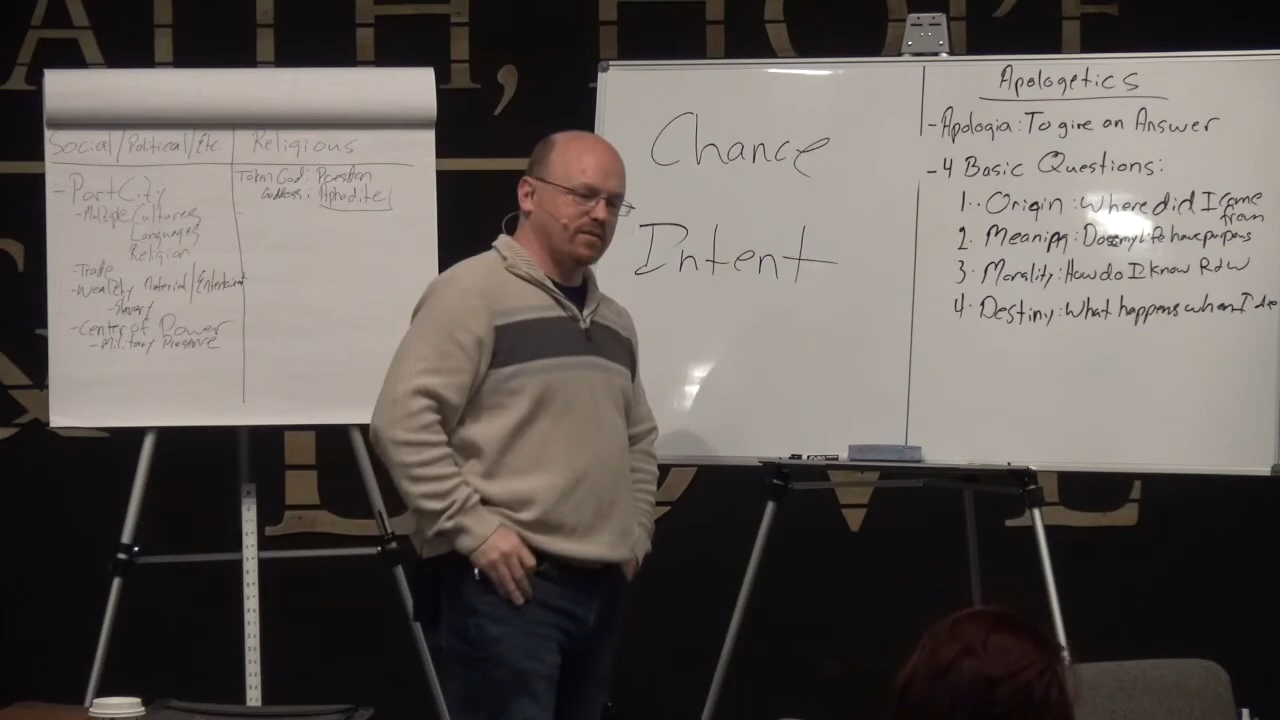 AITH, HOPE
Social/Political/Etc.
- Port City
- Multiple Cultures
Languages
Religion
- Trade
- Wealthy Material/Entertainment
- Slavery
- Center of Power
- Military Presence
Religious
Token God:
Goddess: Aphrodite
Chance
Intent
Apologetics
- Apologia: To give an Answer
- 4 Basic Questions:
1. Origin: Where did I come from
2. Meaning: Does my life have purpose
3. Morality: How do I know R d W
4. Destiny: What happens when I die